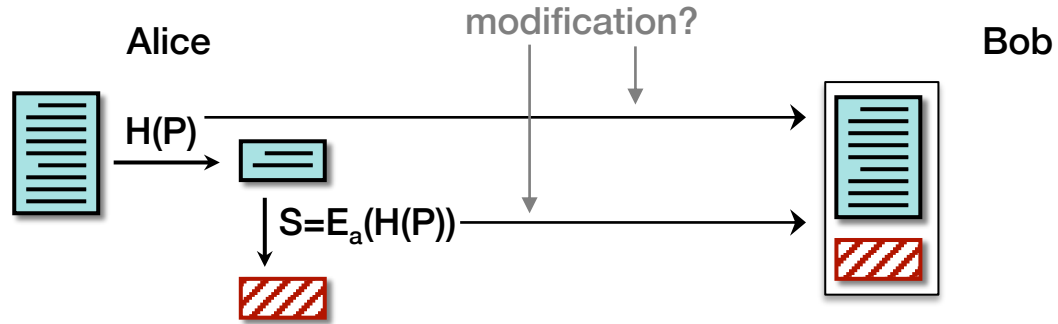 modification?
Alice
Bob
H(P)
S=Eₐ(H(P))